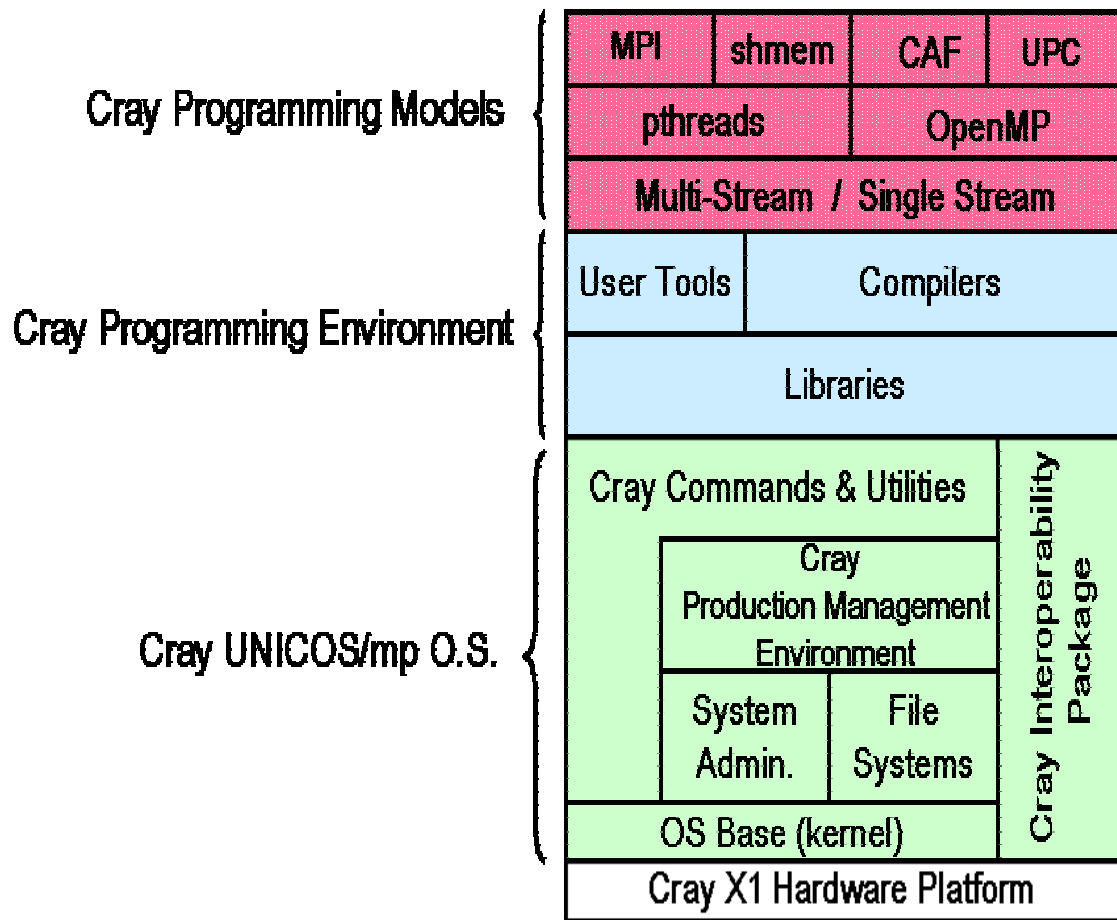 MPI
shmem
CAF
UPC
Cray Programming Models
pthreads
OpenMP
Multi-Stream / Single Stream
User Tools
Compilers
Cray Programming Environment
Libraries
Cray Commands & Utilities
Cray
Production Management
Environment
Cray UNICOS/mp O.S.
System
Admin.
File
Systems
Cray Interoperability
Package
OS Base (kernel)
Cray X1 Hardware Platform